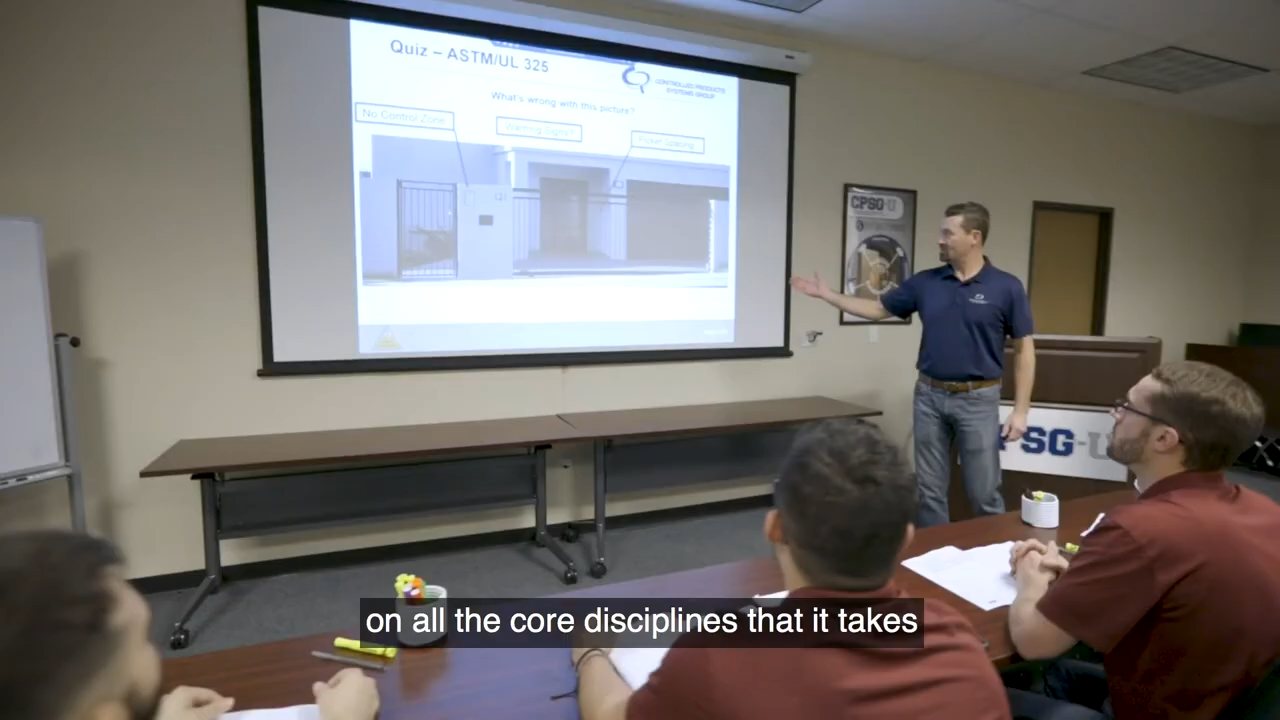 Quiz – ASTM/UL 325
CONTROLLED PRODUCTS
SYSTEMS GROUP
What's wrong with this picture?
No Control Zone
Warning Signs?
Picket Spacing
CPSG-U
PSG-U
on all the core disciplines that it takes